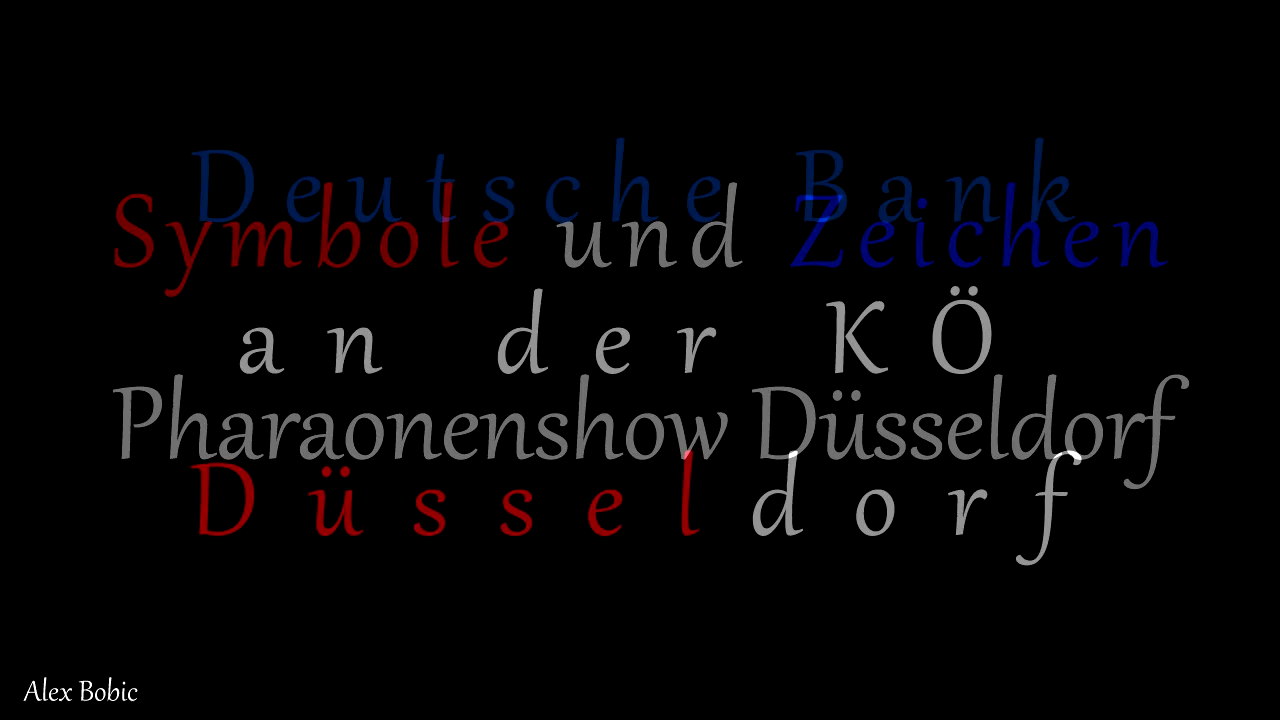 Deutsche Bank
Symbole und Zeichen
an der KÖ
Pharaonenshow Düsseldorf
Düsseldorf
Alex Bobic